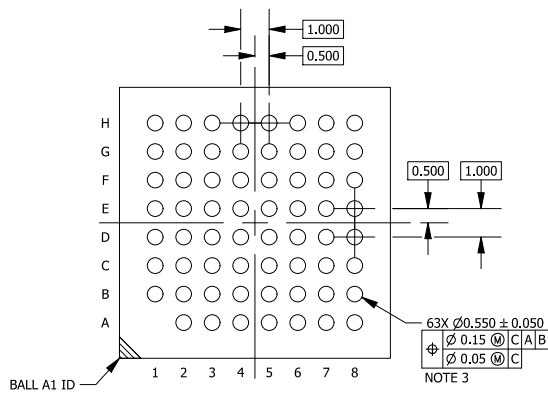 1.000
0.500
H
G
F
E
D
C
B
A
0.500 1.000
63X Ø0.550 ± 0.050
⌖ Ø 0.15 Ⓜ C A B
Ø 0.05 Ⓜ C
NOTE 3
BALL A1 ID
1 2 3 4 5 6 7 8